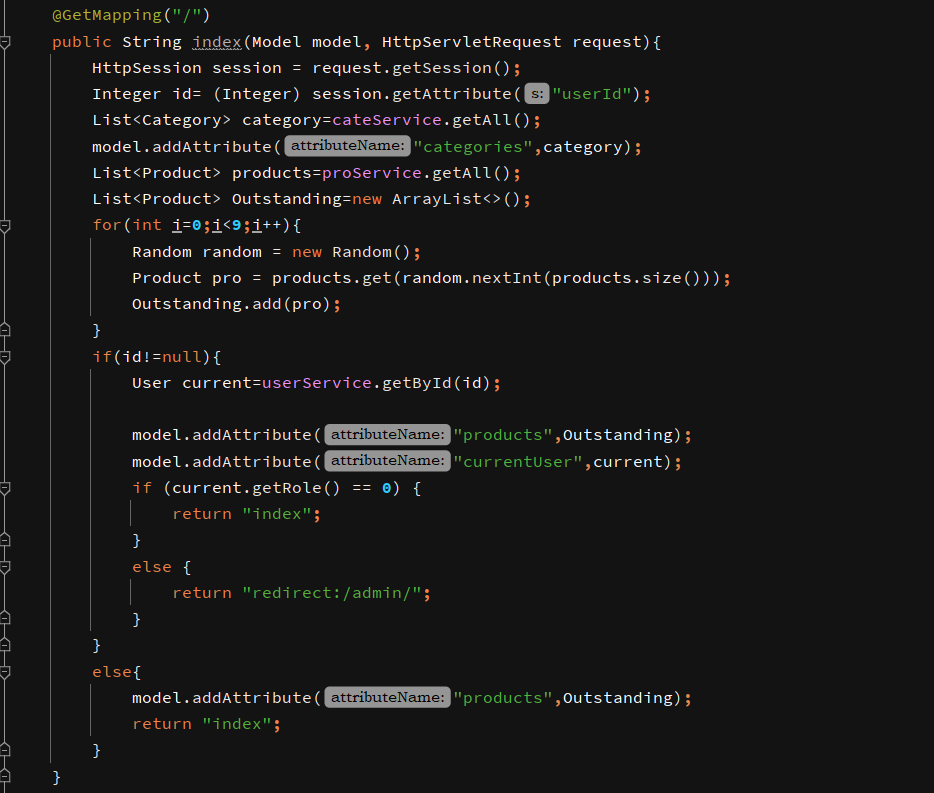 @GetMapping("/")
public String index(Model model, HttpServletRequest request){
HttpSession session = request.getSession();
Integer id= (Integer) session.getAttribute( s: "userId");
List<Category> category=cateService.getAll();
model.addAttribute( attributeName: "categories",category);
List<Product> products=proService.getAll();
List<Product> Outstanding=new ArrayList<>();
for(int i=0;i<9;i++){
Random random = new Random();
Product pro = products.get(random.nextInt(products.size()));
Outstanding.add(pro);
}
if(id!=null){
User current=userService.getById(id);
model.addAttribute( attributeName: "products",Outstanding);
model.addAttribute( attributeName: "currentUser",current);
if (current.getRole() == 0) {
return "index";
}
else {
return "redirect:/admin/";
}
}
else{
model.addAttribute( attributeName: "products",Outstanding);
return "index";
}
}